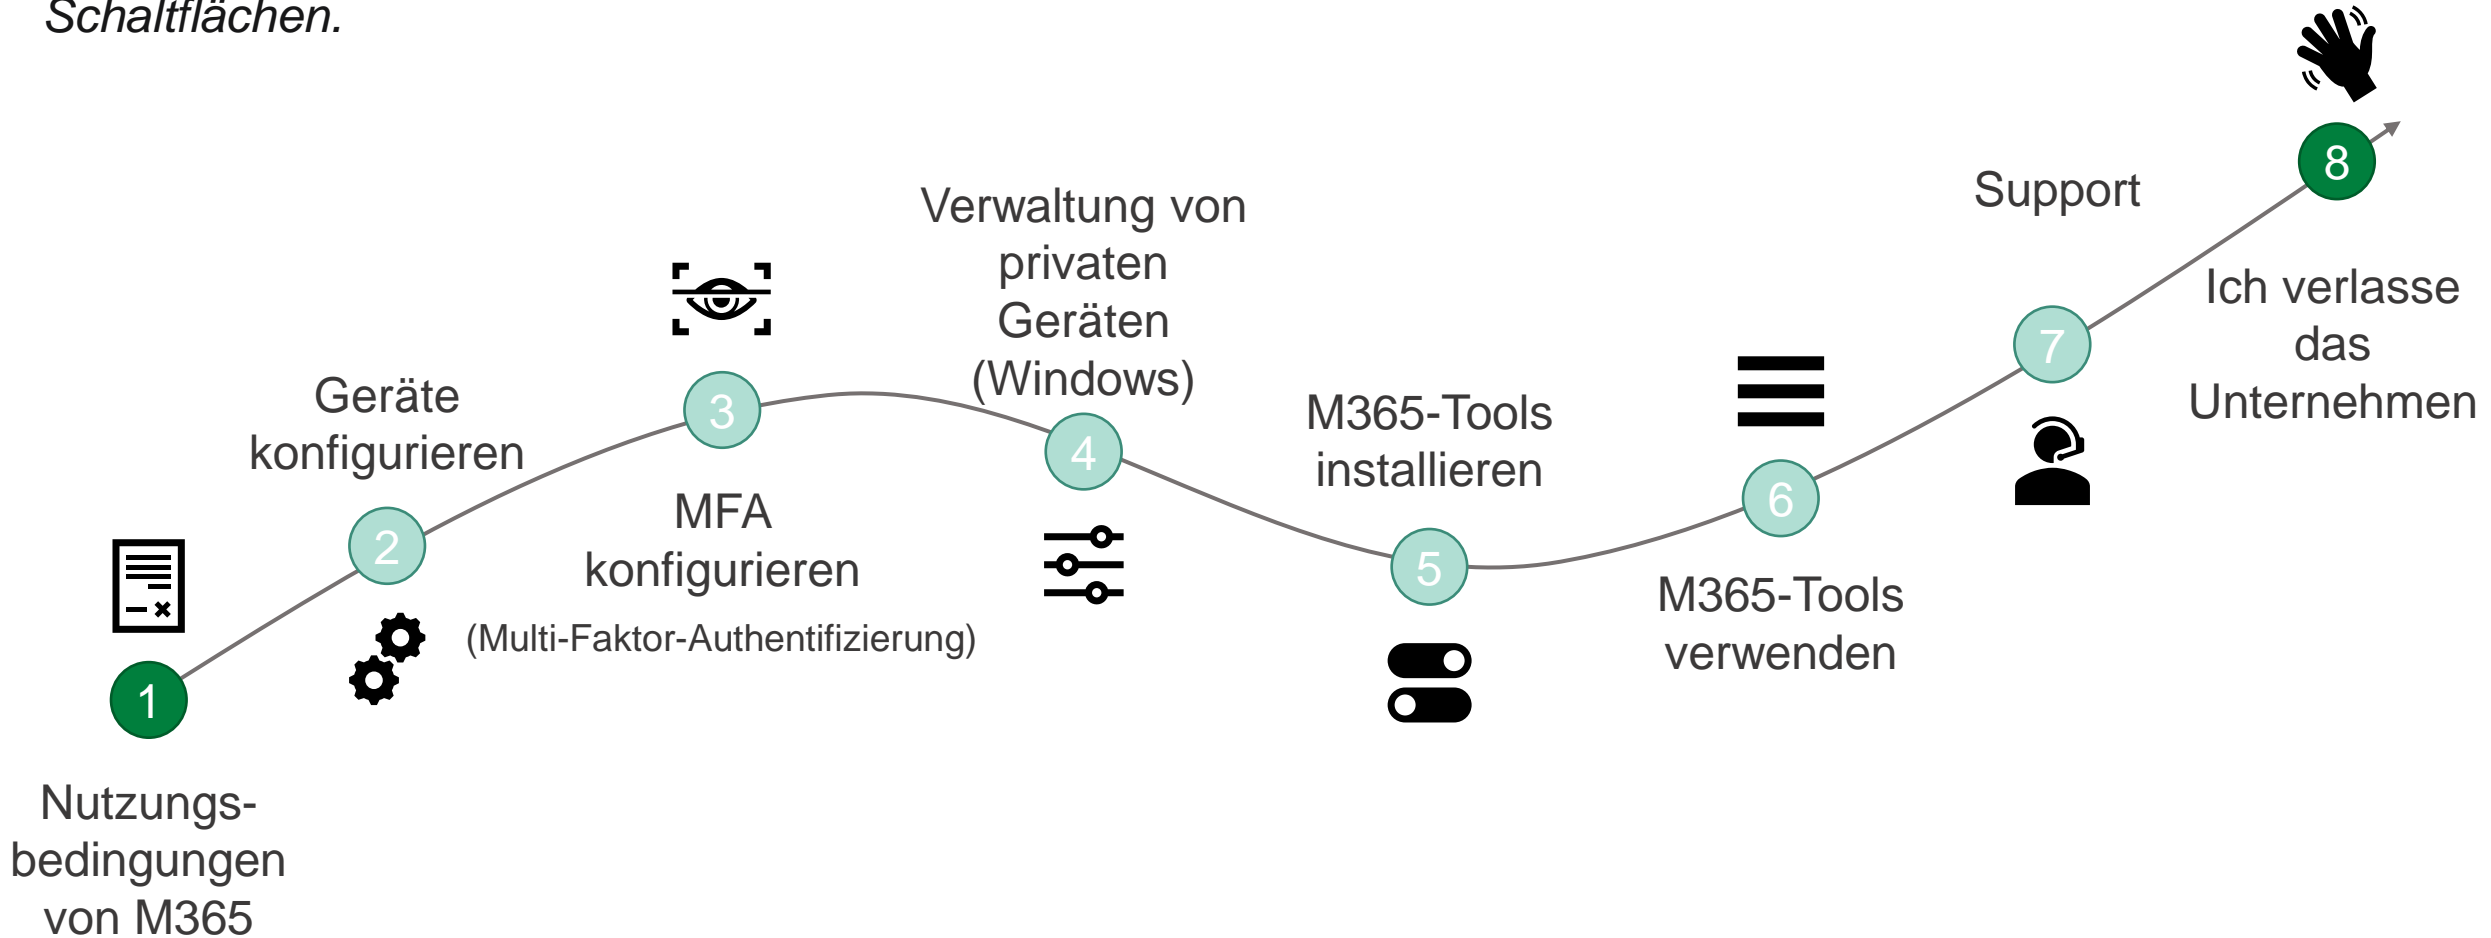 Schaltflächen.
1
Nutzungs-
bedingungen
von M365
2
Geräte
konfigurieren
3
MFA
konfigurieren
(Multi-Faktor-Authentifizierung)
4
Verwaltung von
privaten
Geräten
(Windows)
5
M365-Tools
installieren
6
M365-Tools
verwenden
7
Support
8
Ich verlasse
das
Unternehmen